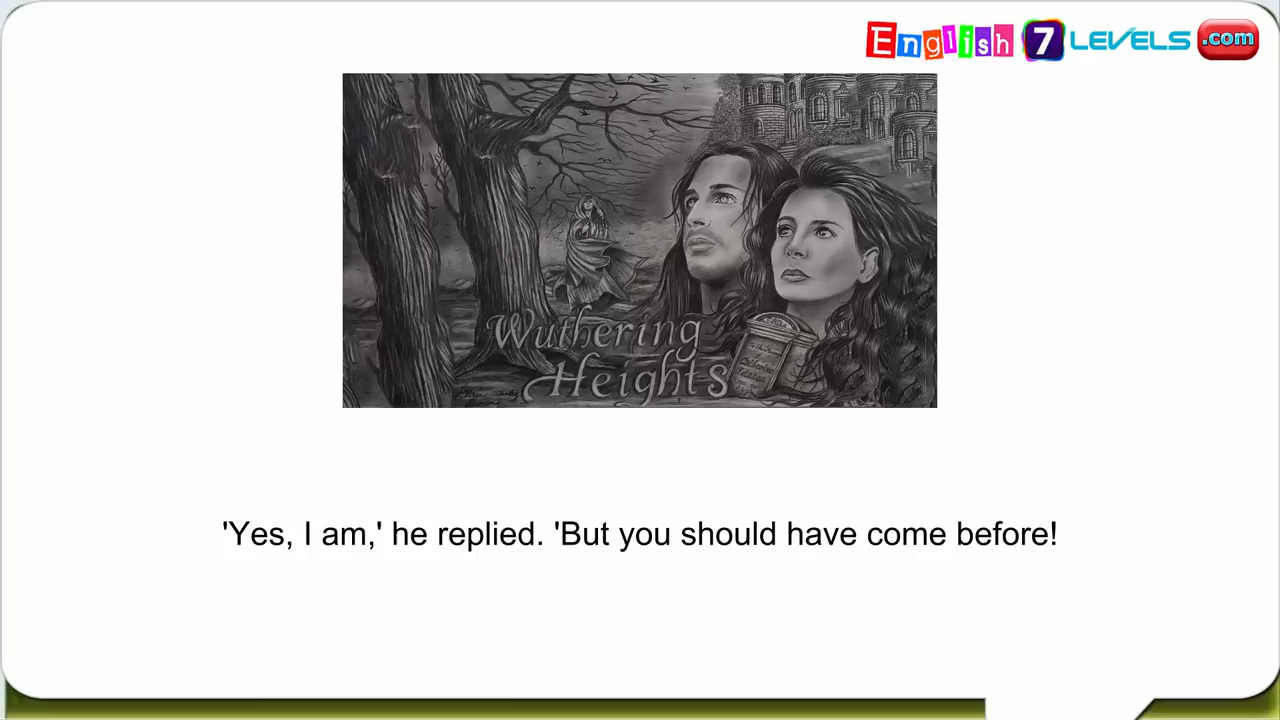 English 7 LEVELS .com
Wuthering
Heights
'Yes, I am,' he replied. 'But you should have come before!